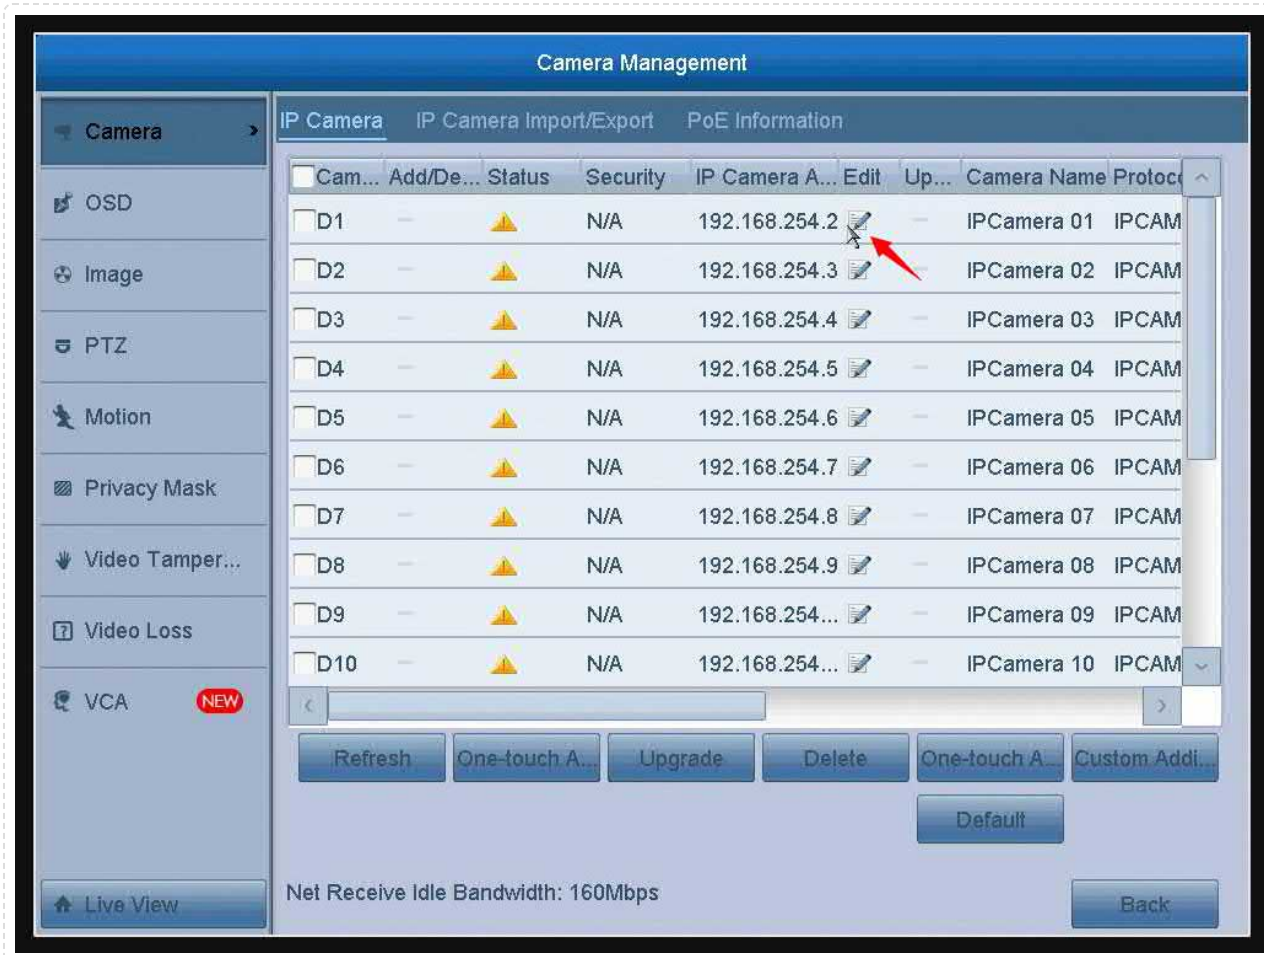 Camera Management
Camera
OSD
Image
PTZ
Motion
Privacy Mask
Video Tamper...
Video Loss
VCA NEW
Live View
IP Camera IP Camera Import/Export PoE Information
Cam... Add/De... Status Security IP Camera A... Edit Up... Camera Name Protoco
D1 N/A 192.168.254.2 IPCamera 01 IPCAM
D2 N/A 192.168.254.3 IPCamera 02 IPCAM
D3 N/A 192.168.254.4 IPCamera 03 IPCAM
D4 N/A 192.168.254.5 IPCamera 04 IPCAM
D5 N/A 192.168.254.6 IPCamera 05 IPCAM
D6 N/A 192.168.254.7 IPCamera 06 IPCAM
D7 N/A 192.168.254.8 IPCamera 07 IPCAM
D8 N/A 192.168.254.9 IPCamera 08 IPCAM
D9 N/A 192.168.254... IPCamera 09 IPCAM
D10 N/A 192.168.254... IPCamera 10 IPCAM
Refresh One-touch A... Upgrade Delete One-touch A... Custom Addi...
Default
Net Receive Idle Bandwidth: 160Mbps
Back